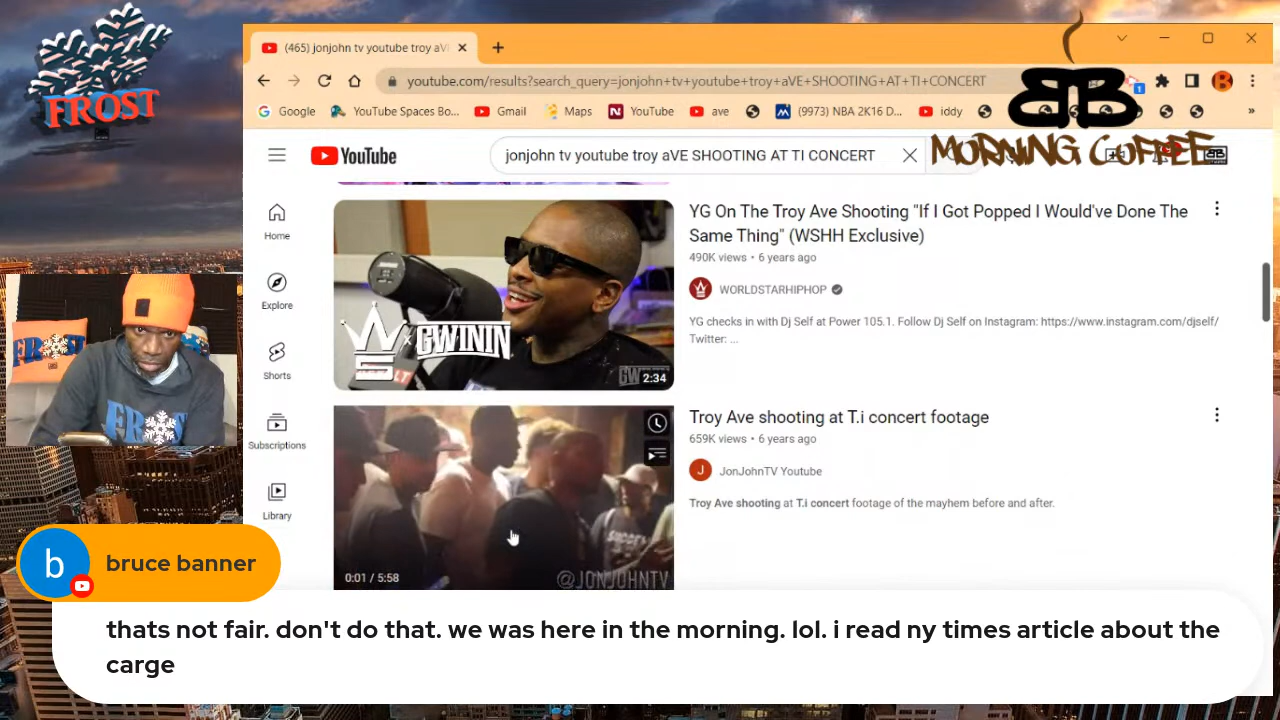 FROST
(465) jonjohn tv youtube troy aV
youtube.com/results?search_query=jonjohn+tv+youtube+troy+aVE+SHOOTING+AT+TI+CONCERT
Google
YouTube Spaces Bo...
Gmail
Maps
YouTube
ave
(9973) NBA 2K16 D...
iddy
»
BB
MORNING COFFEE
YouTube
jonjohn tv youtube troy aVE SHOOTING AT TI CONCERT
Home
Explore
Shorts
Subscriptions
Library
GWININ
2:34
YG On The Troy Ave Shooting "If I Got Popped I Would've Done The
Same Thing" (WSHH Exclusive)
490K views • 6 years ago
WORLDSTARHIPHOP
YG checks in with Dj Self at Power 105.1. Follow Dj Self on Instagram: https://www.instagram.com/djself/
Twitter: ...
0:01 / 5:58
@JONJOHNTV
Troy Ave shooting at T.i concert footage
659K views • 6 years ago
J
JonJohnTV Youtube
Troy Ave shooting at T.i concert footage of the mayhem before and after.
b
bruce banner
thats not fair. don't do that. we was here in the morning. lol. i read ny times article about the
carge